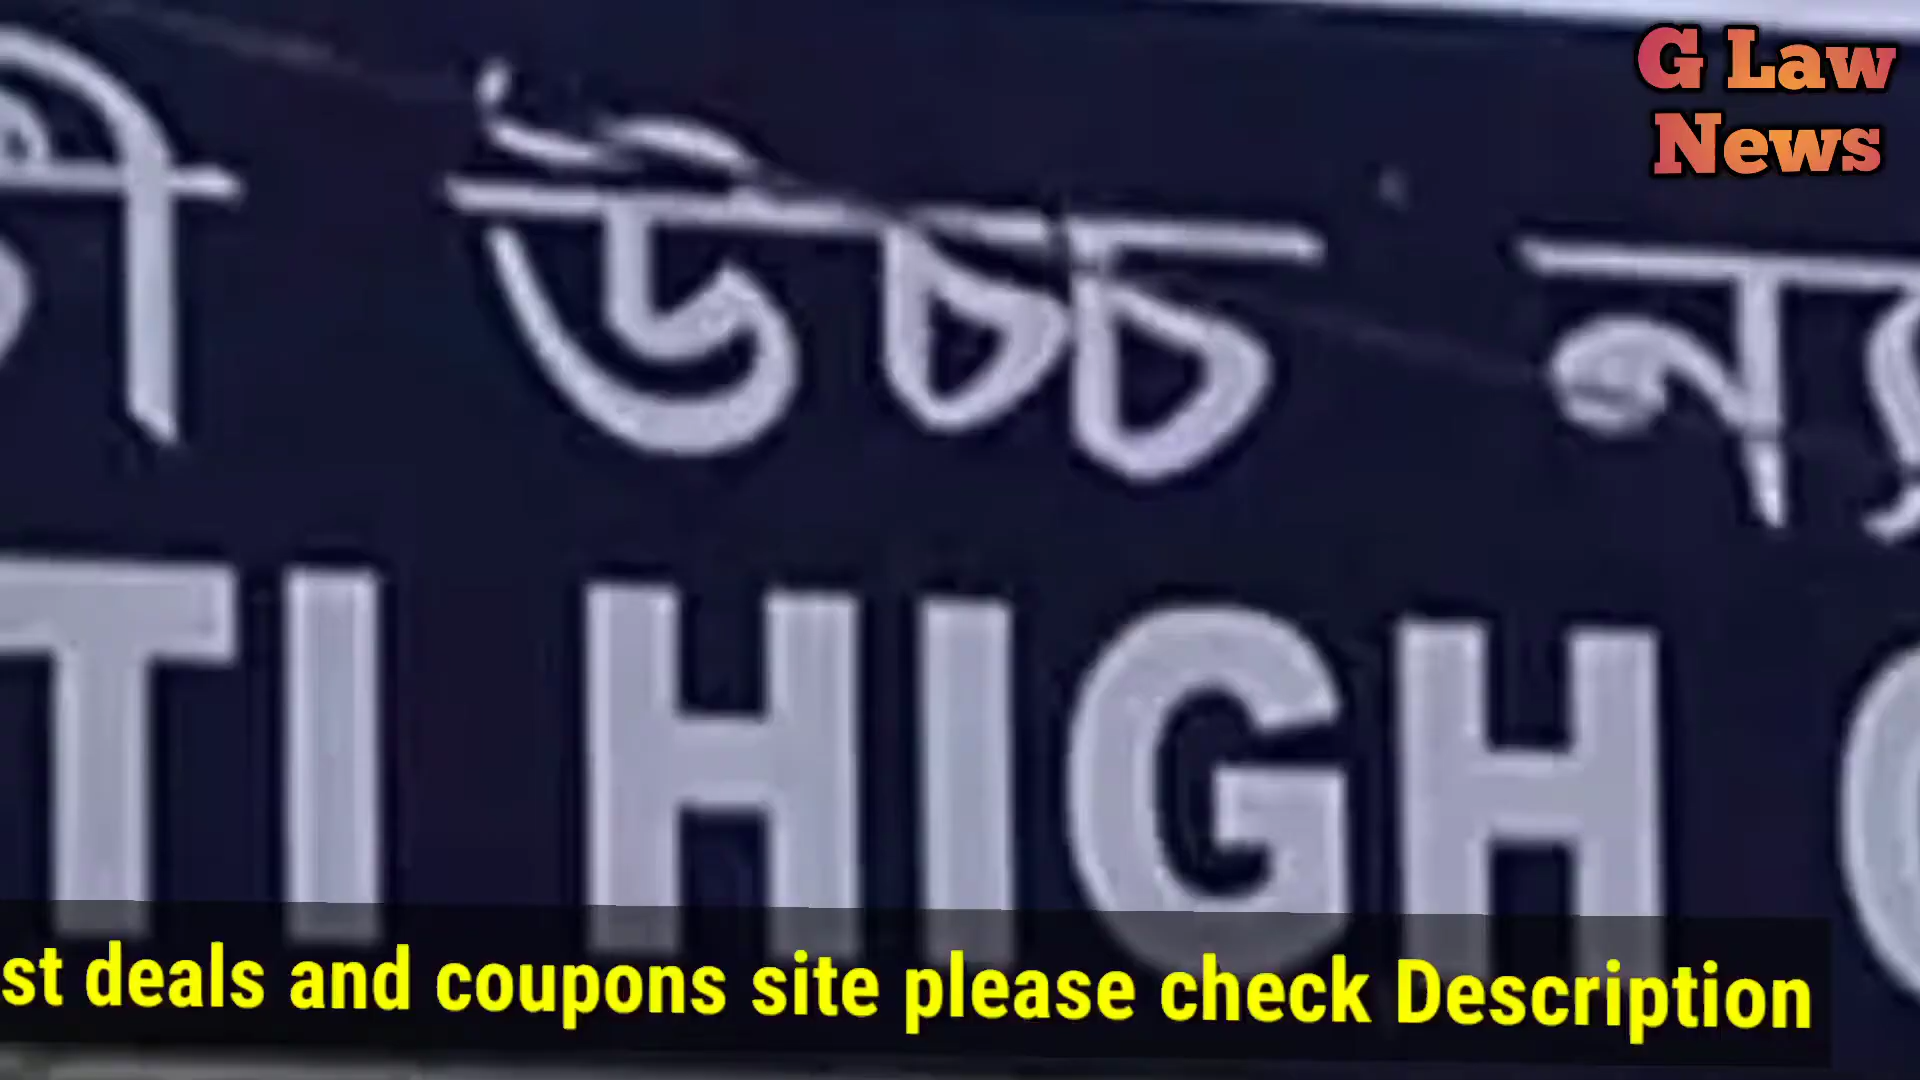 G Law
News
উচ্চ
TI HIGH
st deals and coupons site please check Description